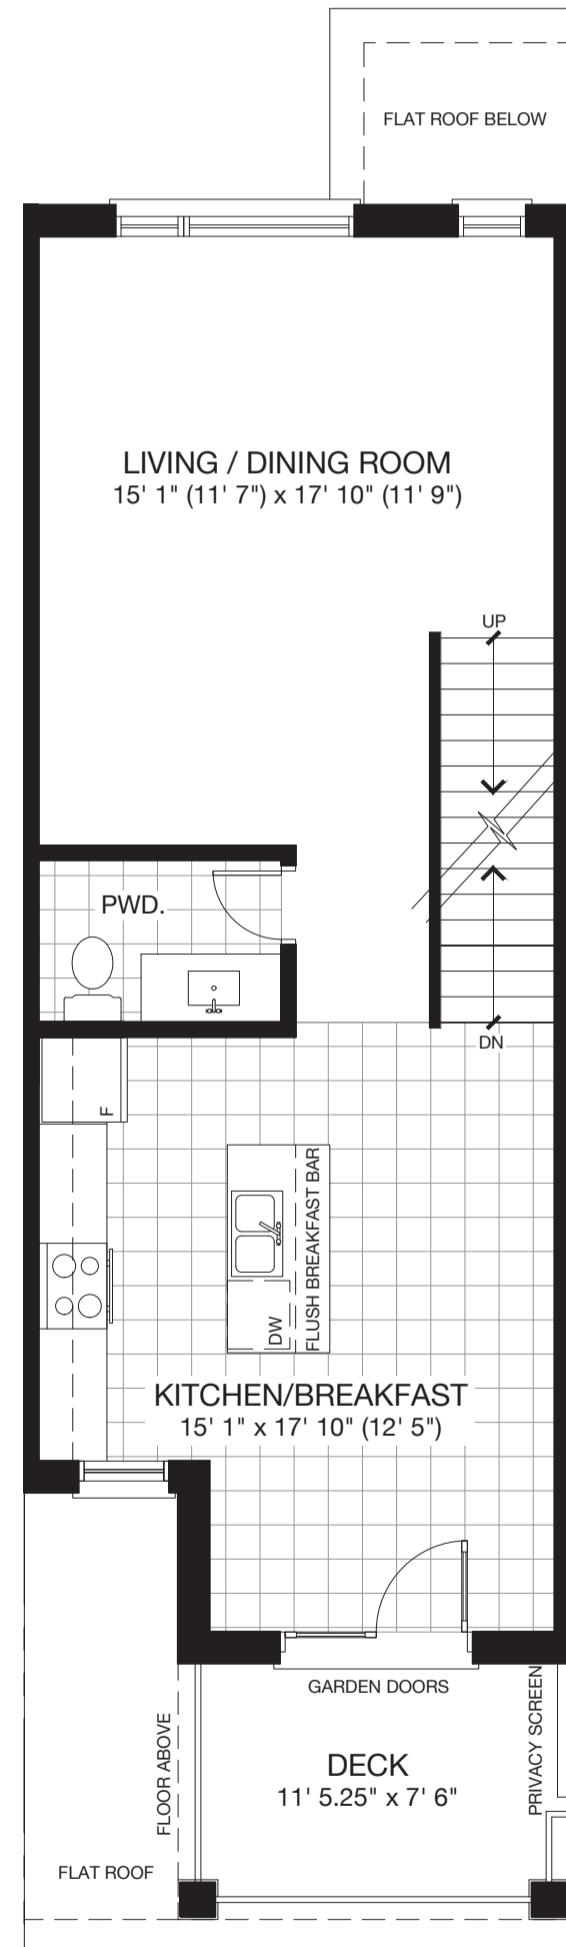 FLAT ROOF BELOW
LIVING / DINING ROOM
15' 1" (11' 7") x 17' 10" (11' 9")
UP
PWD.
DN
F
FLUSH BREAKFAST BAR
DW
KITCHEN/BREAKFAST
15' 1" x 17' 10" (12' 5")
GARDEN DOORS
PRIVACY SCREEN
FLOOR ABOVE
DECK
11' 5.25" x 7' 6"
FLAT ROOF